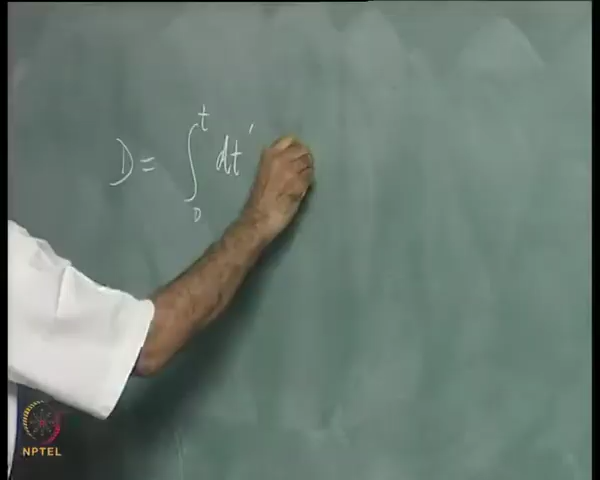 D = ∫₀ᵗ dt'
NPTEL